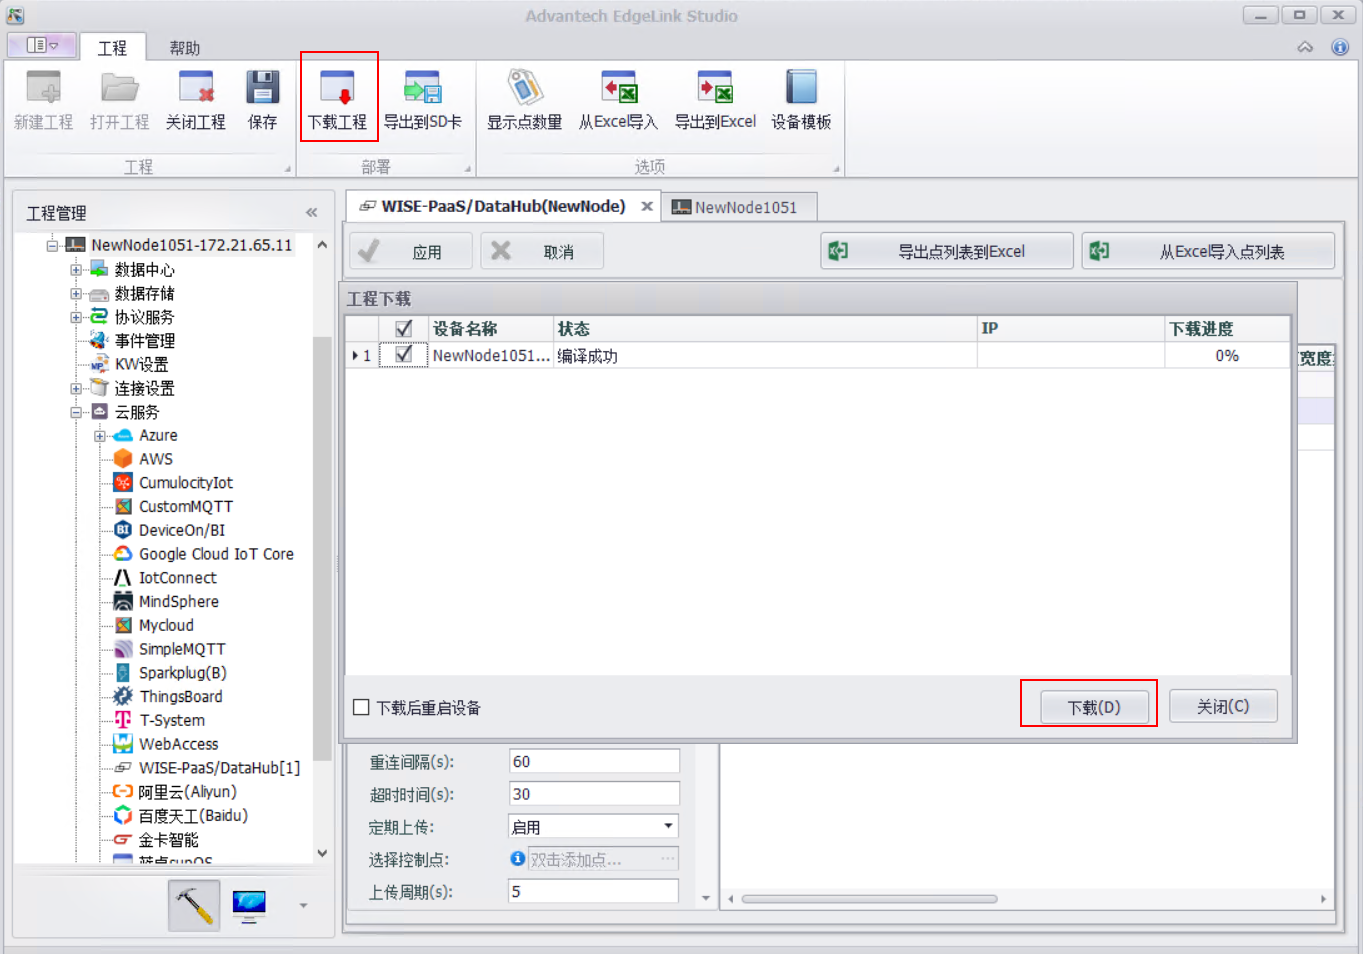 Advantech EdgeLink Studio
工程
帮助
新建工程
打开工程
关闭工程
保存
下载工程
导出到SD卡
显示点数量
从Excel导入
导出到Excel
设备模板
工程
部署
选项
工程管理
«
NewNode1051-172.21.65.11
数据中心
数据存储
协议服务
事件管理
KW设置
连接设置
云服务
Azure
AWS
CumulocityIot
CustomMQTT
DeviceOn/BI
Google Cloud IoT Core
IotConnect
MindSphere
Mycloud
SimpleMQTT
Sparkplug(B)
ThingsBoard
T-System
WebAccess
WISE-PaaS/DataHub[1]
阿里云(Aliyun)
百度天工(Baidu)
金卡智能
WISE-PaaS/DataHub(NewNode)
NewNode1051
应用
取消
导出点列表到Excel
从Excel导入点列表
工程下载
设备名称 状态 IP 下载进度
1 NewNode1051... 编译成功 0%
宽度
下载后重启设备
下载(D)
关闭(C)
重连间隔(s): 60
超时时间(s): 30
定期上传: 启用
选择控制点: 双击添加点... ...
上传周期(s): 5